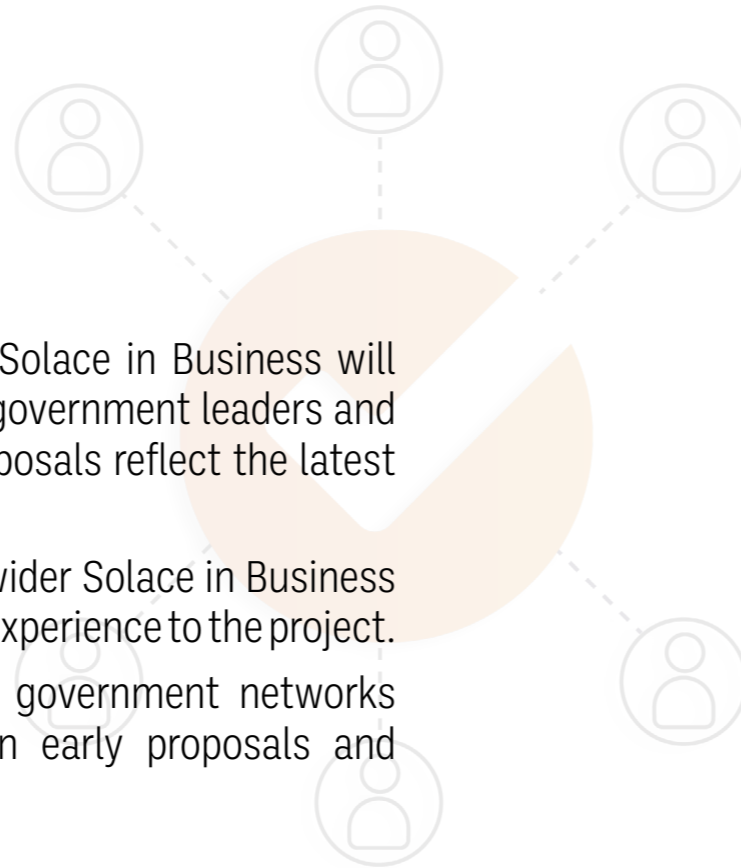 Solace in Business will
government leaders and
posals reflect the latest
wider Solace in Business
xperience to the project.
government networks
n early proposals and